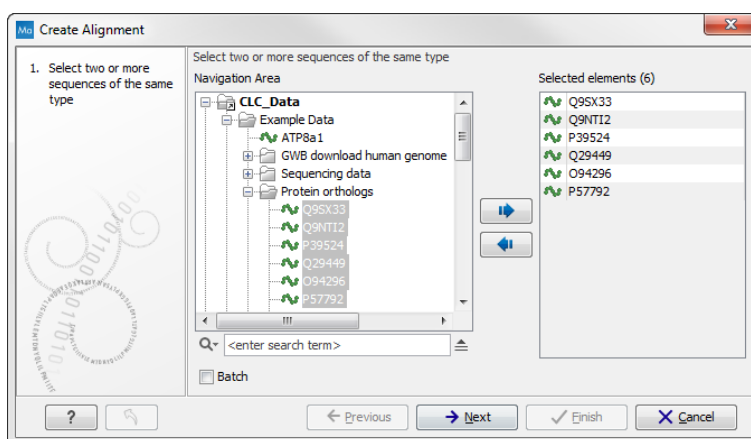 Ma Create Alignment
1. Select two or more
sequences of the same
type
Select two or more sequences of the same type
Navigation Area
CLC_Data
Example Data
ATP8a1
GWB download human genome
Sequencing data
Protein orthologs
Q9SX33
Q9NTI2
P39524
Q29449
O94296
P57792
<enter search term>
Batch
Selected elements (6)
Q9SX33
Q9NTI2
P39524
Q29449
O94296
P57792
?
Previous
Next
Finish
Cancel